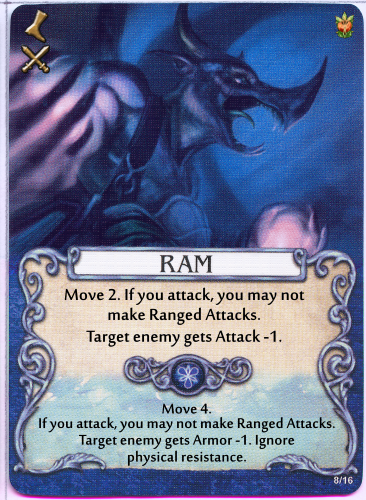 RAM
Move 2. If you attack, you may not
make Ranged Attacks.
Target enemy gets Attack -1.
Move 4.
If you attack, you may not make Ranged Attacks.
Target enemy gets Armor -1. Ignore
physical resistance.
8/16